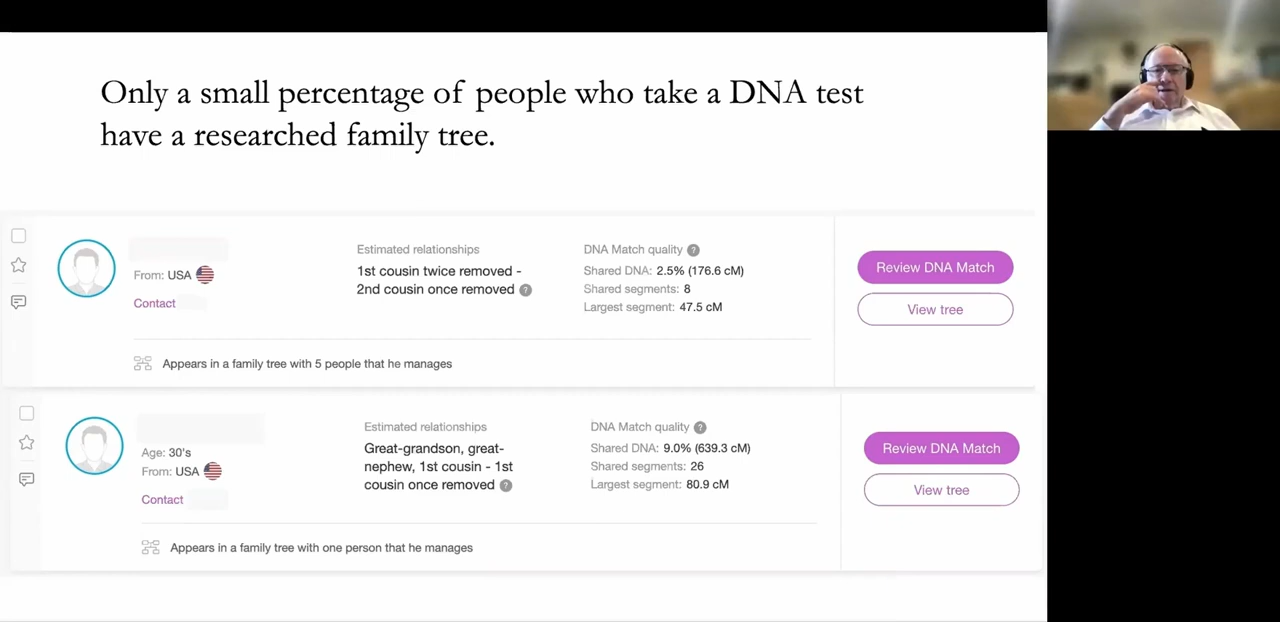 Only a small percentage of people who take a DNA test
have a researched family tree.
From: USA
Contact
Estimated relationships
1st cousin twice removed -
2nd cousin once removed ?
DNA Match quality ?
Shared DNA: 2.5% (176.6 cM)
Shared segments: 8
Largest segment: 47.5 cM
Review DNA Match
View tree
Appears in a family tree with 5 people that he manages
Age: 30's
From: USA
Contact
Estimated relationships
Great-grandson, great-
nephew, 1st cousin - 1st
cousin once removed ?
DNA Match quality ?
Shared DNA: 9.0% (639.3 cM)
Shared segments: 26
Largest segment: 80.9 cM
Review DNA Match
View tree
Appears in a family tree with one person that he manages